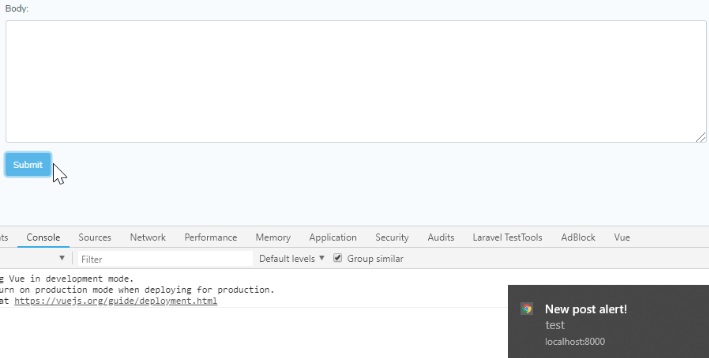 Body:
Submit
Console Sources Network Performance Memory Application Security Audits Laravel TestTools AdBlock Vue
Filter Default levels ▼ Group similar
Vue in development mode.
on production mode when deploying for production.
at https://vuejs.org/guide/deployment.html
New post alert!
test
localhost:8000